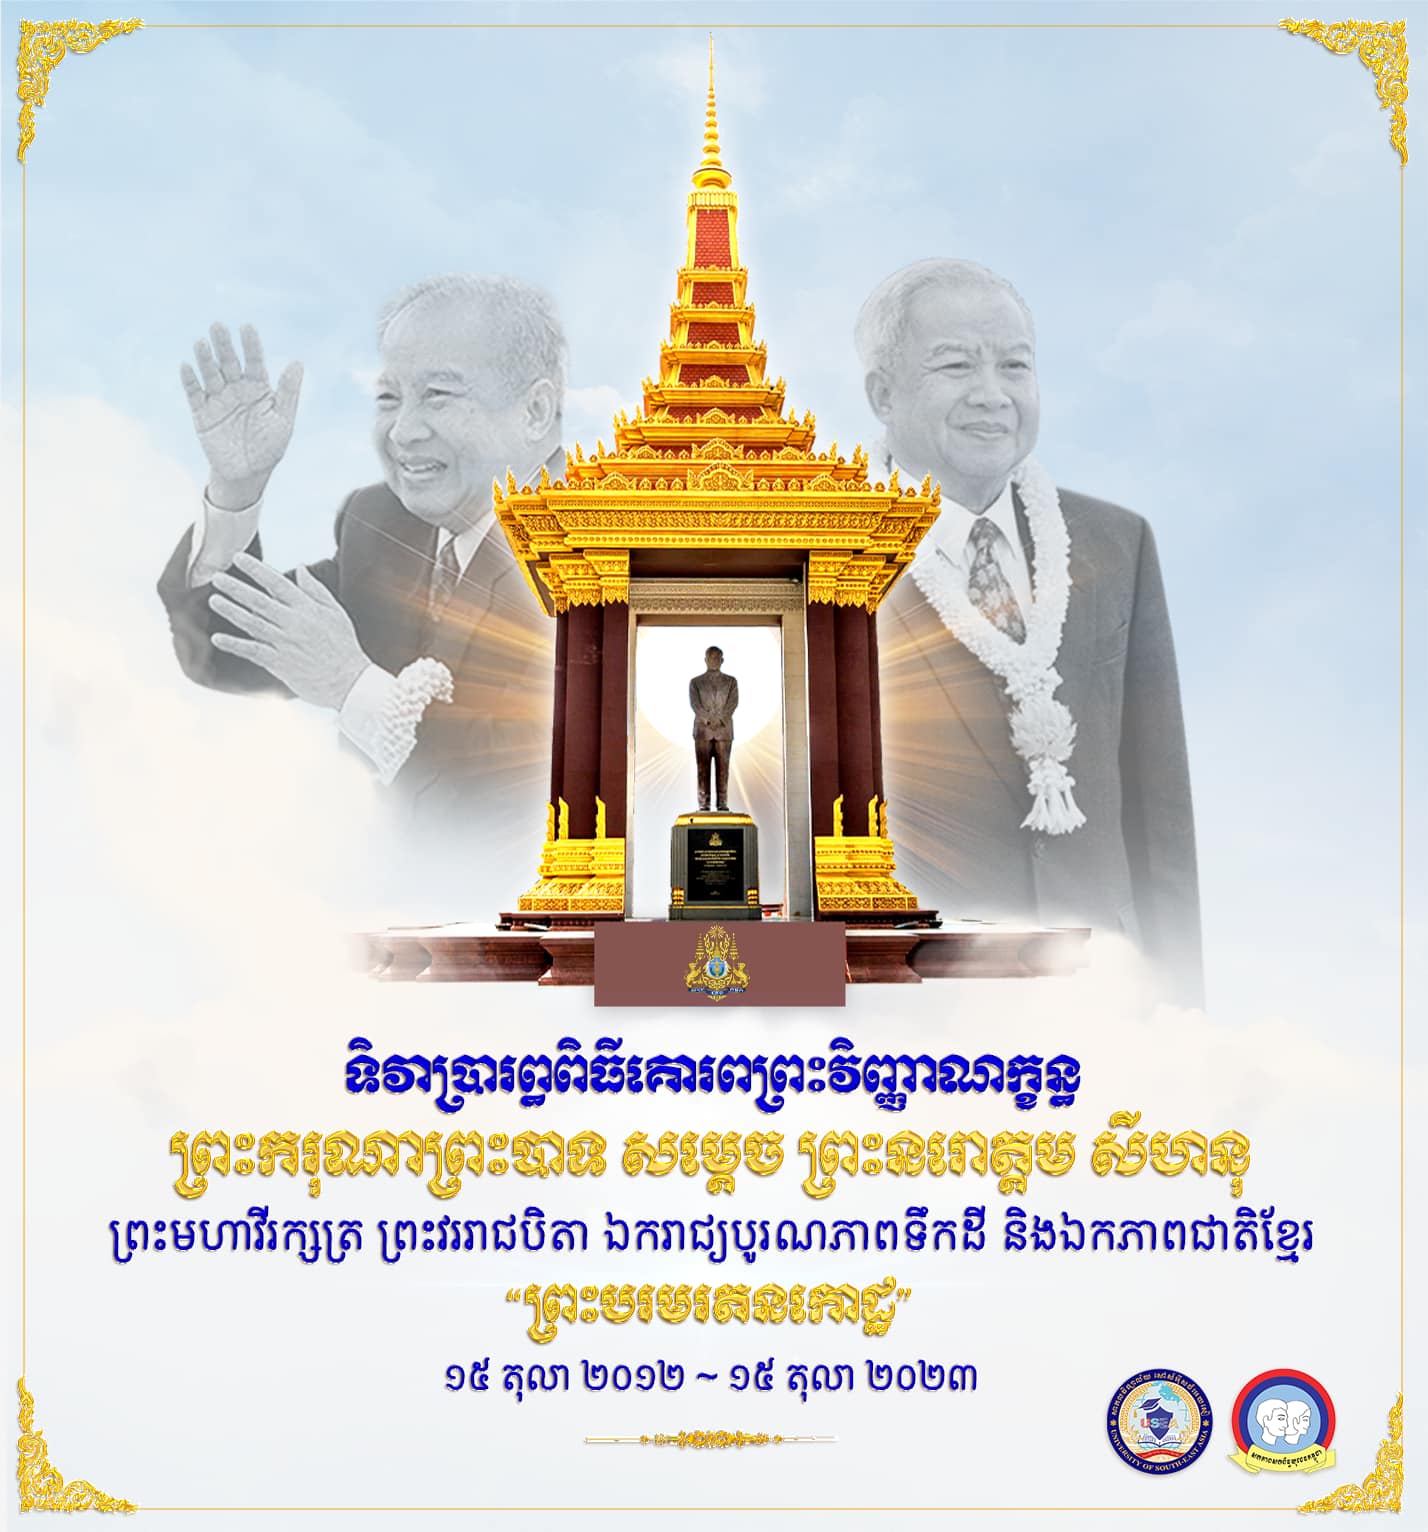 ទិវាប្រារព្ធពិធីគោរពព្រះវិញ្ញាណក្ខន្ធ
ព្រះករុណាព្រះបាទ សម្តេច ព្រះនរោត្តម សីហនុ
ព្រះមហាវីរក្សត្រ ព្រះវររាជបិតា ឯករាជ្យបូរណភាពទឹកដី និងឯកភាពជាតិខ្មែរ
“ព្រះបរមរតនកោដ្ឋ”
១៥ តុលា ២០១២ ~ ១៥ តុលា ២០២៣
USEA
UNIVERSITY OF SOUTH-EAST ASIA